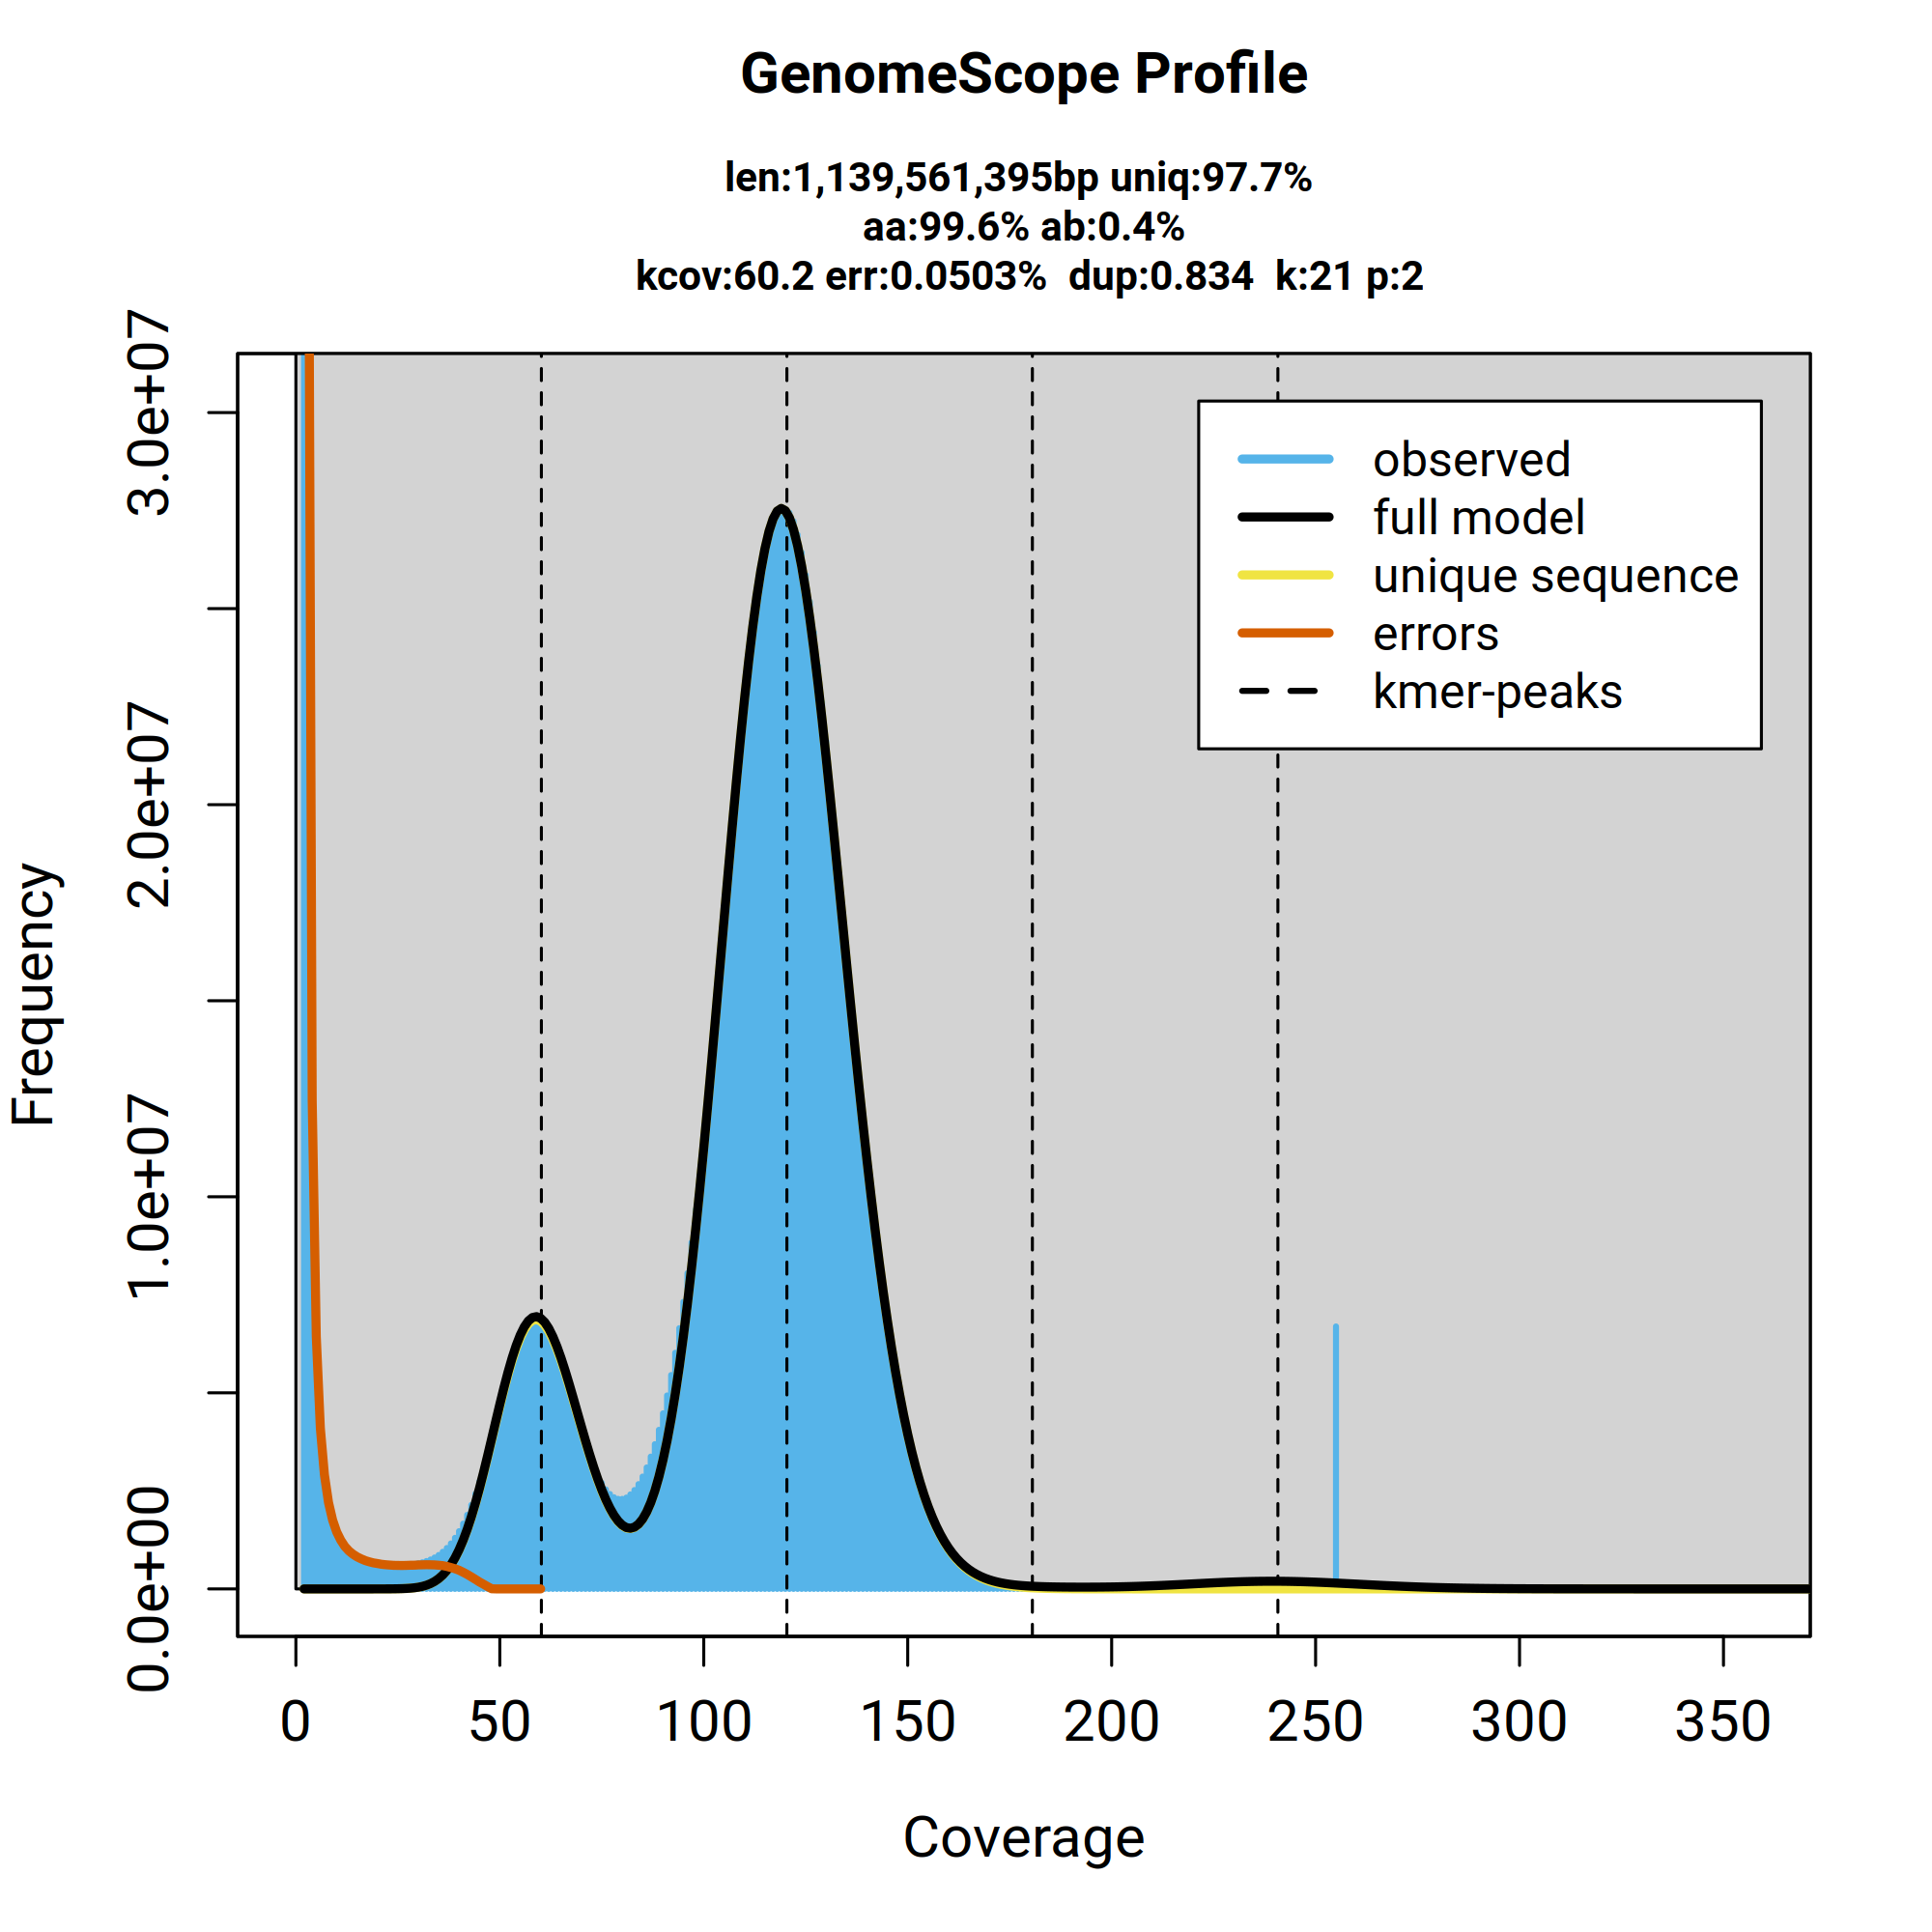 GenomeScope Profile
len:1,139,561,395bp uniq:97.7%
aa:99.6% ab:0.4%
kcov:60.2 err:0.0503% dup:0.834 k:21 p:2
observed
full model
unique sequence
errors
kmer-peaks
Frequency
3.0e+07
2.0e+07
1.0e+07
0.0e+00
0 50 100 150 200 250 300 350
Coverage